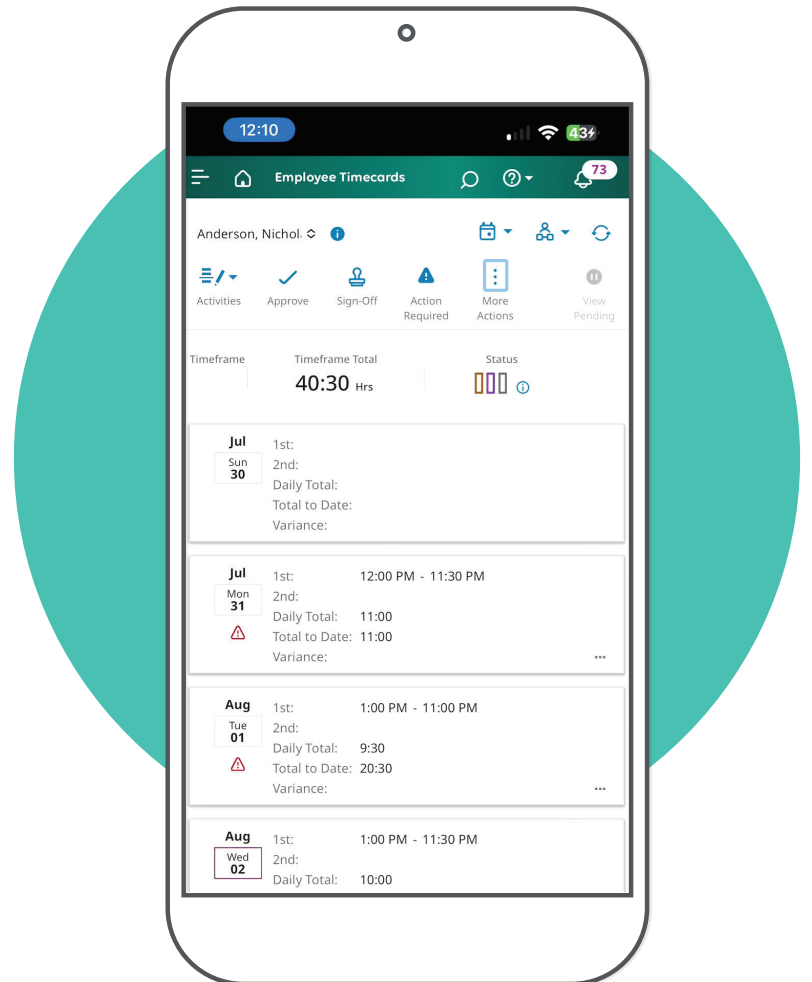 12:10
43
Employee Timecards
73
Anderson, Nichol
Activities
Approve
Sign-Off
Action Required
More Actions
View Pending
Timeframe
Timeframe Total
Status
40:30 Hrs
Jul
Sun
30
1st:
2nd:
Daily Total:
Total to Date:
Variance:
Jul
Mon
31
1st: 12:00 PM - 11:30 PM
2nd:
Daily Total: 11:00
Total to Date: 11:00
Variance:
Aug
Tue
01
1st: 1:00 PM - 11:00 PM
2nd:
Daily Total: 9:30
Total to Date: 20:30
Variance:
Aug
Wed
02
1st: 1:00 PM - 11:30 PM
2nd:
Daily Total: 10:00